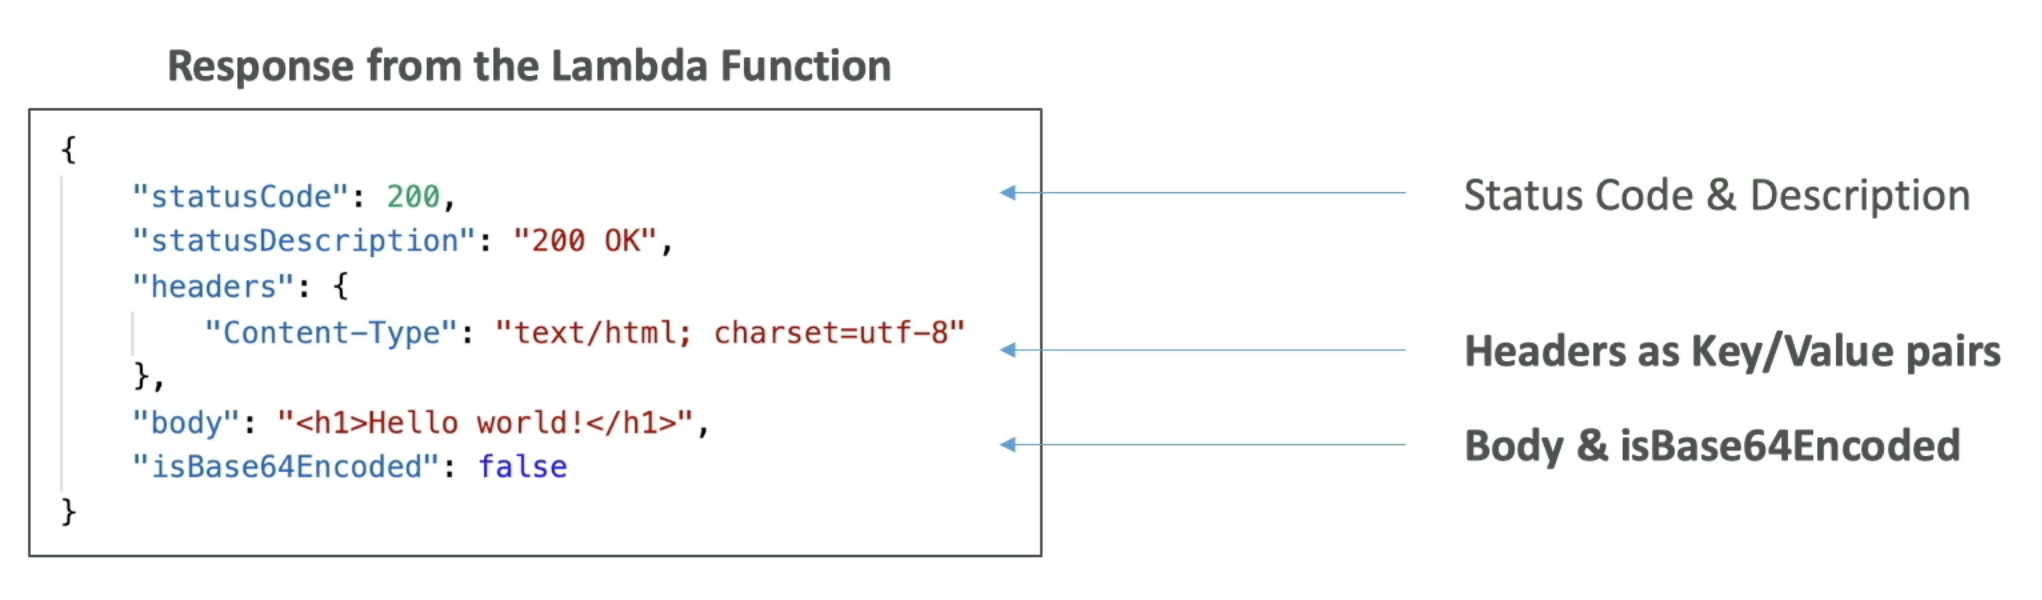 Response from the Lambda Function
{
"statusCode": 200,
"statusDescription": "200 OK",
"headers": {
"Content-Type": "text/html; charset=utf-8"
},
"body": "<h1>Hello world!</h1>",
"isBase64Encoded": false
}
Status Code & Description
Headers as Key/Value pairs
Body & isBase64Encoded